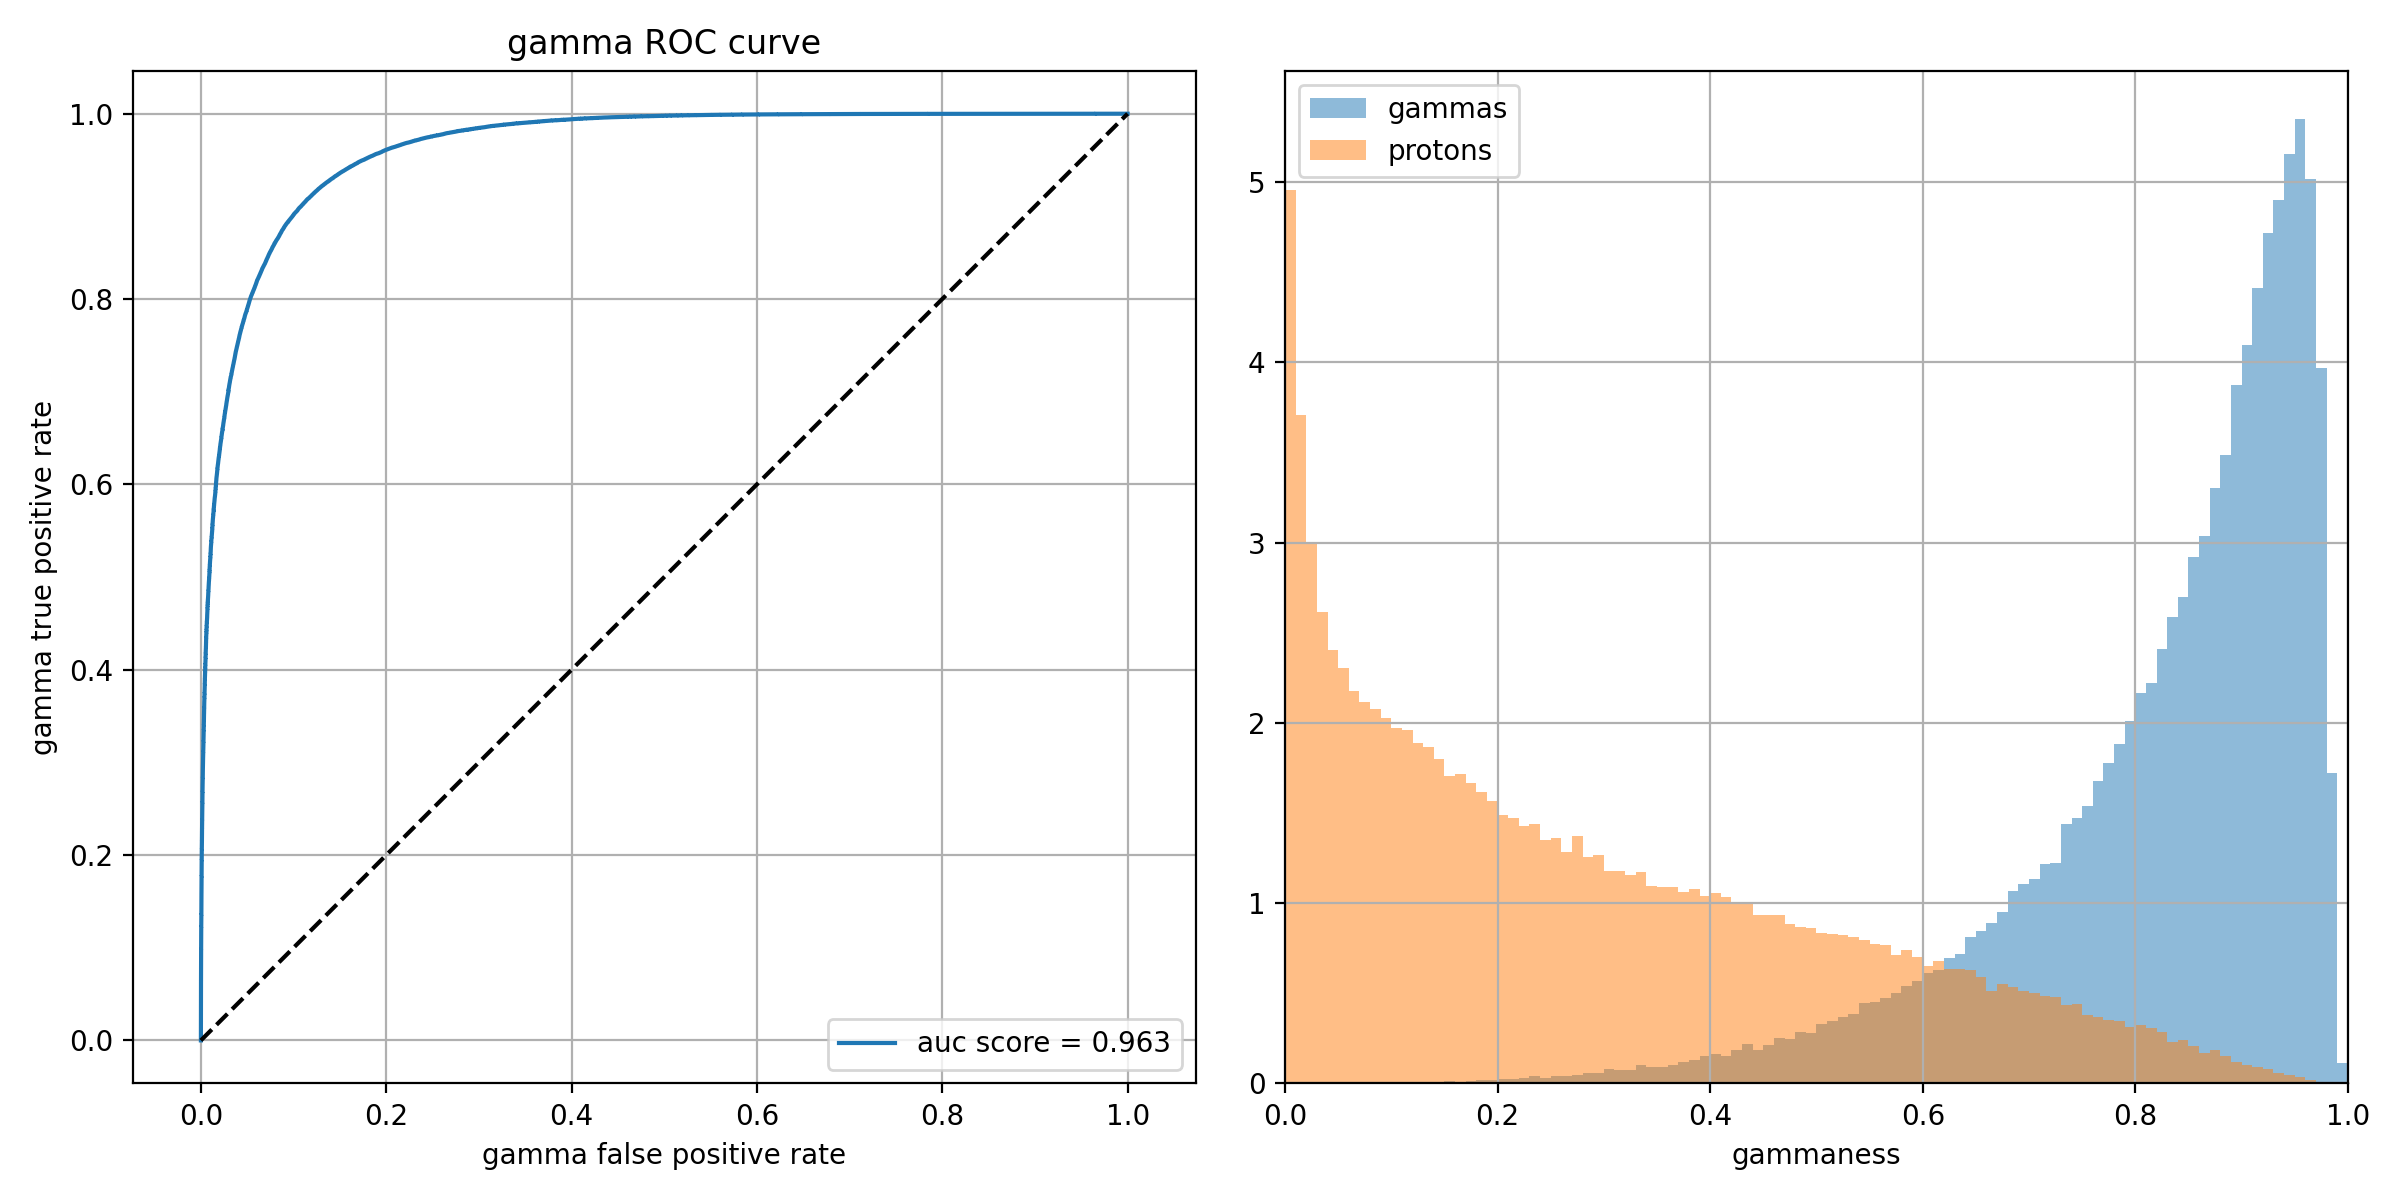 gamma ROC curve
gamma true positive rate
1.0
0.8
0.6
0.4
0.2
0.0
auc score = 0.963
0.0 0.2 0.4 0.6 0.8 1.0
gamma false positive rate
gammas
protons
5
4
3
2
1
0
0.0 0.2 0.4 0.6 0.8 1.0
gammaness